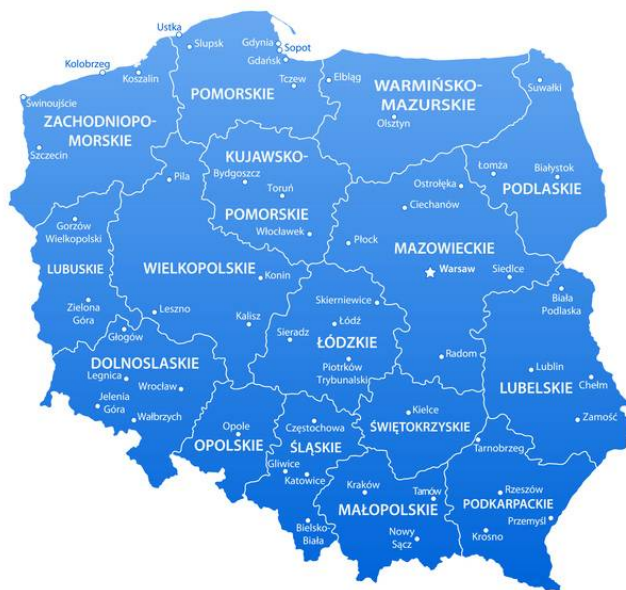 Ustka
Slupsk
Gdynia
Sopot
Gdańsk
Kolobrzeg
Koszalin
Tczew
Elbląg
POMORSKIE
WARMIŃSKO-
MAZURSKIE
Olsztyn
Suwałki
Świnoujście
ZACHODNIOPO-
MORSKIE
Szczecin
KUJAWSKO-
Bydgoszcz
Toruń
POMORSKIE
Włocławek
Piła
Ostrołęka
Ciechanów
Łomża
Białystok
PODLASKIE
Gorzów
Wielkopolski
LUBUSKIE
Zielona
Góra
WIELKOPOLSKIE
Konin
Leszno
Kalisz
Płock
MAZOWIECKIE
Warsaw
Siedlce
Radom
Biała
Podlaska
Skierniewice
Łódź
Sieradz
ŁÓDZKIE
Piotrków
Trybunalski
Głogów
DOLNOSLASKIE
Legnica
Wrocław
Jelenia
Góra
Wałbrzych
Lublin
LUBELSKIE
Chełm
Zamość
Opole
OPOLSKIE
Częstochowa
ŚLĄSKIE
Gliwice
Katowice
Bielsko-
Biała
Kielce
ŚWIĘTOKRZYSKIE
Tarnobrzeg
Kraków
Tamów
MAŁOPOLSKIE
Nowy
Sącz
Rzeszów
PODKARPACKIE
Przemyśl
Krosno